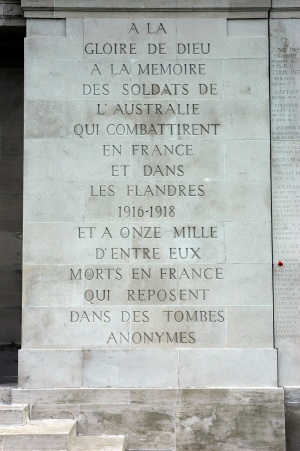 A LA
GLOIRE DE DIEU
A LA MEMOIRE
DES SOLDATS DE
L'AUSTRALIE
QUI COMBATTIRENT
EN FRANCE
ET DANS
LES FLANDRES
1916-1918
ET A ONZE MILLE
D'ENTRE EUX
MORTS EN FRANCE
QUI REPOSENT
DANS DES TOMBES
ANONYMES